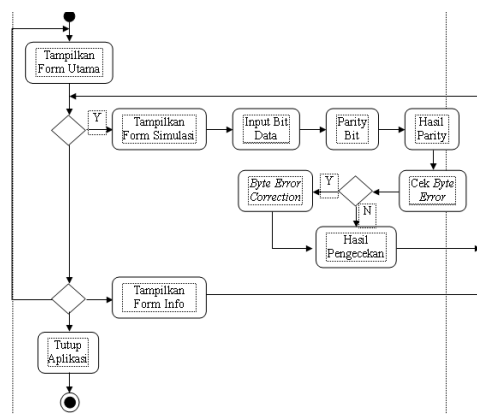 Tampilkan
Form Utama
Y
Tampilkan
Form Simulasi
Input Bit
Data
Parity
Bit
Hasil
Parity
Byte Error
Correction
Y
Cek Byte
Error
N
Hasil
Pengecekan
Tampilkan
Form Info
Tutup
Aplikasi